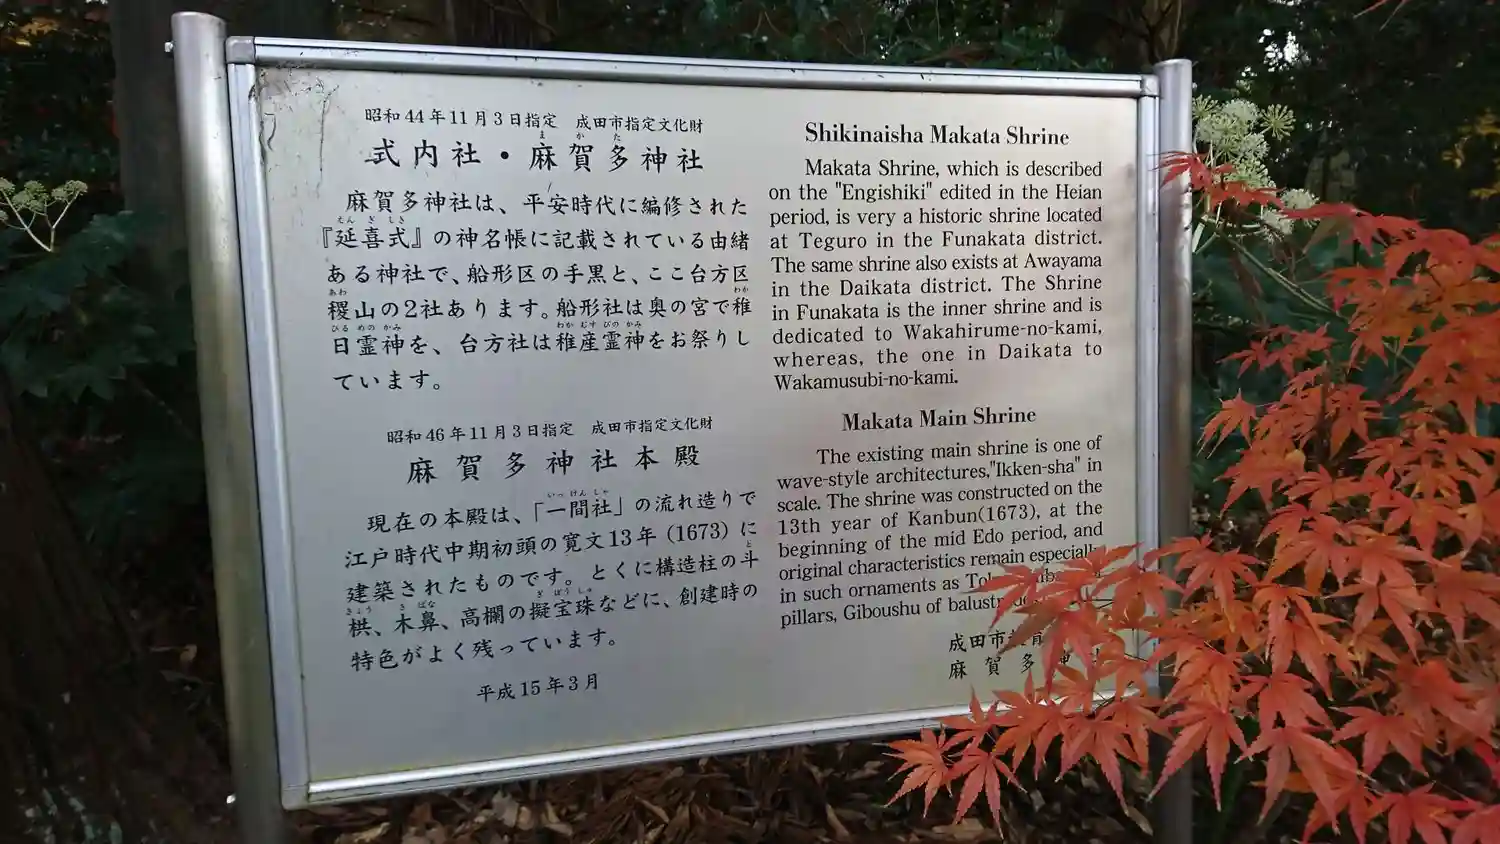 昭和44年11月3日指定　成田市指定文化財
ま か た
式内社・麻賀多神社
麻賀多神社は、平安時代に編修された
えん ぎ しき
『延喜式』の神名帳に記載されている由緒
ある神社で、船形区の手黒と、ここ台方区
あわ わか
稷山の2社あります。船形社は奥の宮で稚
ひる めの かみ わか むす びの かみ
日霊神を、台方社は稚産霊神をお祭りし
ています。
昭和46年11月3日指定　成田市指定文化財
麻賀多神社本殿
いっ けん しゃ
現在の本殿は、「一間社」の流れ造りで
江戸時代中期初頭の寛文13年（1673）に
と
建築されたものです。とくに構造柱の斗
きょう き ばな ぎ ぼう しゅ
栱、木鼻、高欄の擬宝珠などに、創建時の
特色がよく残っています。
平成15年3月
Shikinaisha Makata Shrine
Makata Shrine, which is described
on the "Engishiki" edited in the Heian
period, is very a historic shrine located
at Teguro in the Funakata district.
The same shrine also exists at Awayama
in the Daikata district. The Shrine
in Funakata is the inner shrine and is
dedicated to Wakahirume-no-kami,
whereas, the one in Daikata to
Wakamusubi-no-kami.
Makata Main Shrine
The existing main shrine is one of
wave-style architectures,"Ikken-sha" in
scale. The shrine was constructed on the
13th year of Kanbun(1673), at the
beginning of the mid Edo period, and
original characteristics remain especially
in such ornaments as
pillars, Giboushu of
成田市
麻賀多神社